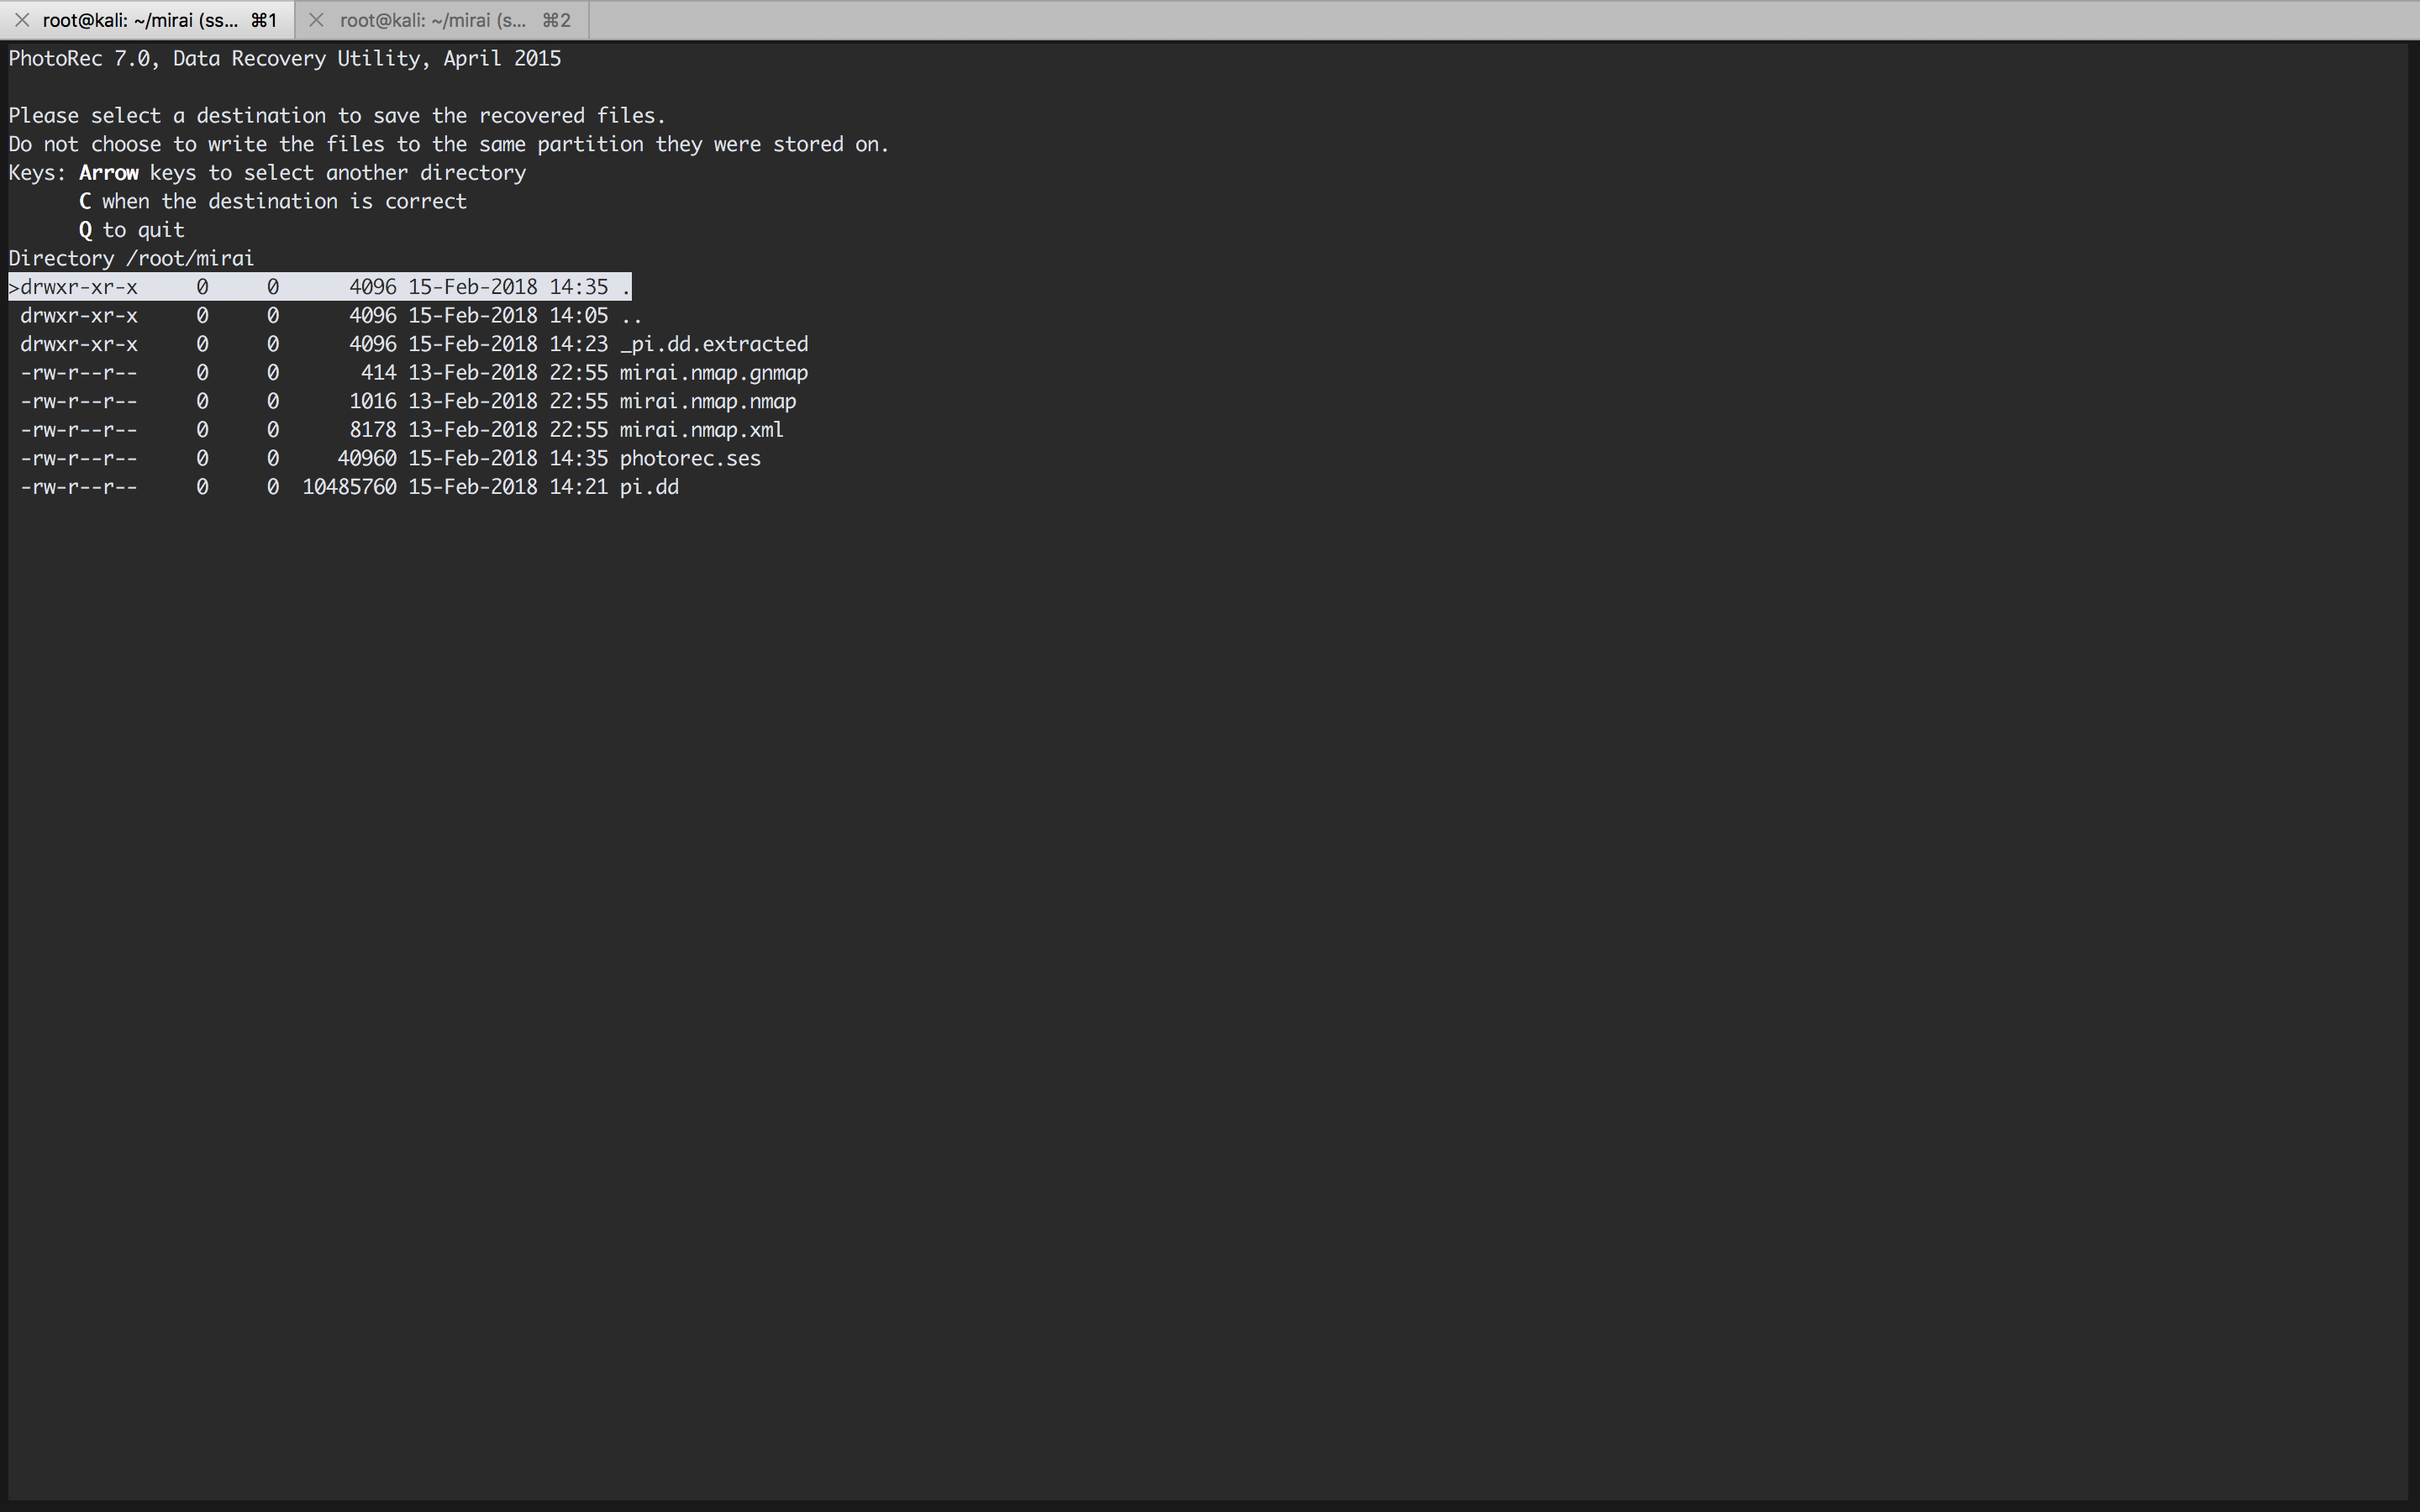 root@kali: ~/mirai (ss... ⌘1 root@kali: ~/mirai (s... ⌘2
PhotoRec 7.0, Data Recovery Utility, April 2015
Please select a destination to save the recovered files.
Do not choose to write the files to the same partition they were stored on.
Keys: Arrow keys to select another directory
      C when the destination is correct
      Q to quit
Directory /root/mirai
>drwxr-xr-x     0     0      4096 15-Feb-2018 14:35 .
 drwxr-xr-x     0     0      4096 15-Feb-2018 14:05 ..
 drwxr-xr-x     0     0      4096 15-Feb-2018 14:23 _pi.dd.extracted
 -rw-r--r--     0     0       414 13-Feb-2018 22:55 mirai.nmap.gnmap
 -rw-r--r--     0     0      1016 13-Feb-2018 22:55 mirai.nmap.nmap
 -rw-r--r--     0     0      8178 13-Feb-2018 22:55 mirai.nmap.xml
 -rw-r--r--     0     0     40960 15-Feb-2018 14:35 photorec.ses
 -rw-r--r--     0     0  10485760 15-Feb-2018 14:21 pi.dd